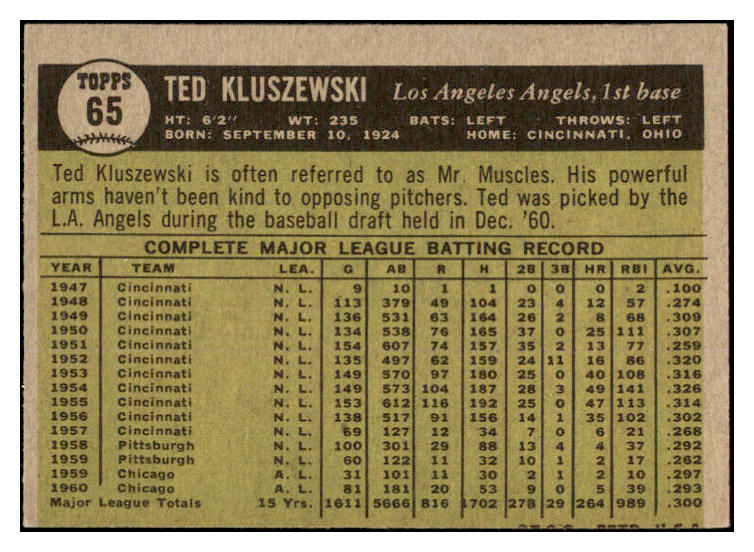 TOPPS
65
TED KLUSZEWSKI Los Angeles Angels, 1st base
HT: 6'2" WT: 235 BATS: LEFT THROWS: LEFT
BORN: SEPTEMBER 10, 1924 HOME: CINCINNATI, OHIO
Ted Kluszewski is often referred to as Mr. Muscles. His powerful
arms haven't been kind to opposing pitchers. Ted was picked by the
L.A. Angels during the baseball draft held in Dec. '60.
COMPLETE MAJOR LEAGUE BATTING RECORD
YEAR TEAM LEA. G AB R H 2B 3B HR RBI AVG.
1947 Cincinnati N. L. 9 10 1 1 0 0 0 2 .100
1948 Cincinnati N. L. 113 379 49 104 23 4 12 57 .274
1949 Cincinnati N. L. 136 531 63 164 26 2 8 68 .309
1950 Cincinnati N. L. 134 538 76 165 37 0 25 111 .307
1951 Cincinnati N. L. 154 607 74 157 35 2 13 77 .259
1952 Cincinnati N. L. 135 497 62 159 24 11 16 86 .320
1953 Cincinnati N. L. 149 570 97 180 25 0 40 108 .316
1954 Cincinnati N. L. 149 573 104 187 28 3 49 141 .326
1955 Cincinnati N. L. 153 612 116 192 25 0 47 113 .314
1956 Cincinnati N. L. 138 517 91 156 14 1 35 102 .302
1957 Cincinnati N. L. 69 127 12 34 7 0 6 21 .268
1958 Pittsburgh N. L. 100 301 29 88 13 4 4 37 .292
1959 Pittsburgh N. L. 60 122 11 32 10 1 2 17 .262
1959 Chicago A. L. 31 101 11 30 2 1 2 10 .297
1960 Chicago A. L. 81 181 20 53 9 0 5 39 .293
Major League Totals 15 Yrs. 1611 5666 816 1702 278 29 264 989 .300